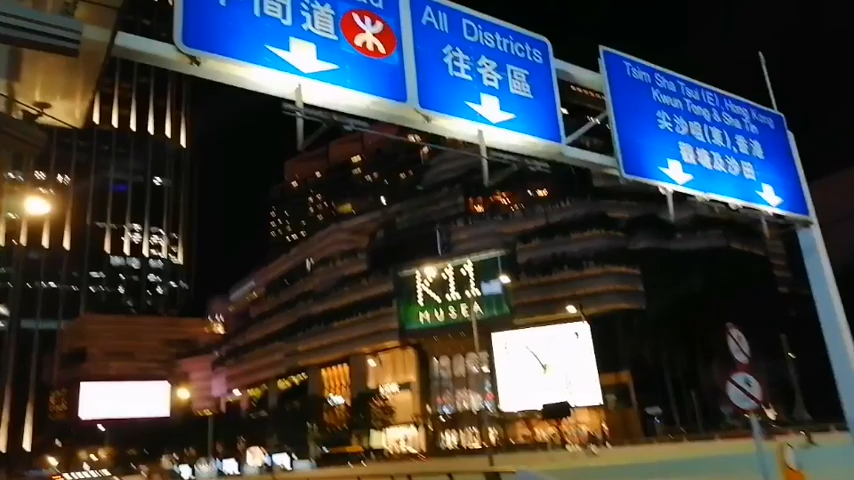 中間道
All Districts
往各區
Tsim Sha Tsui (E), Hong Kong
Kwun Tong & Sha Tin
尖沙咀(東), 香港
觀塘及沙田
K11
MUSEA